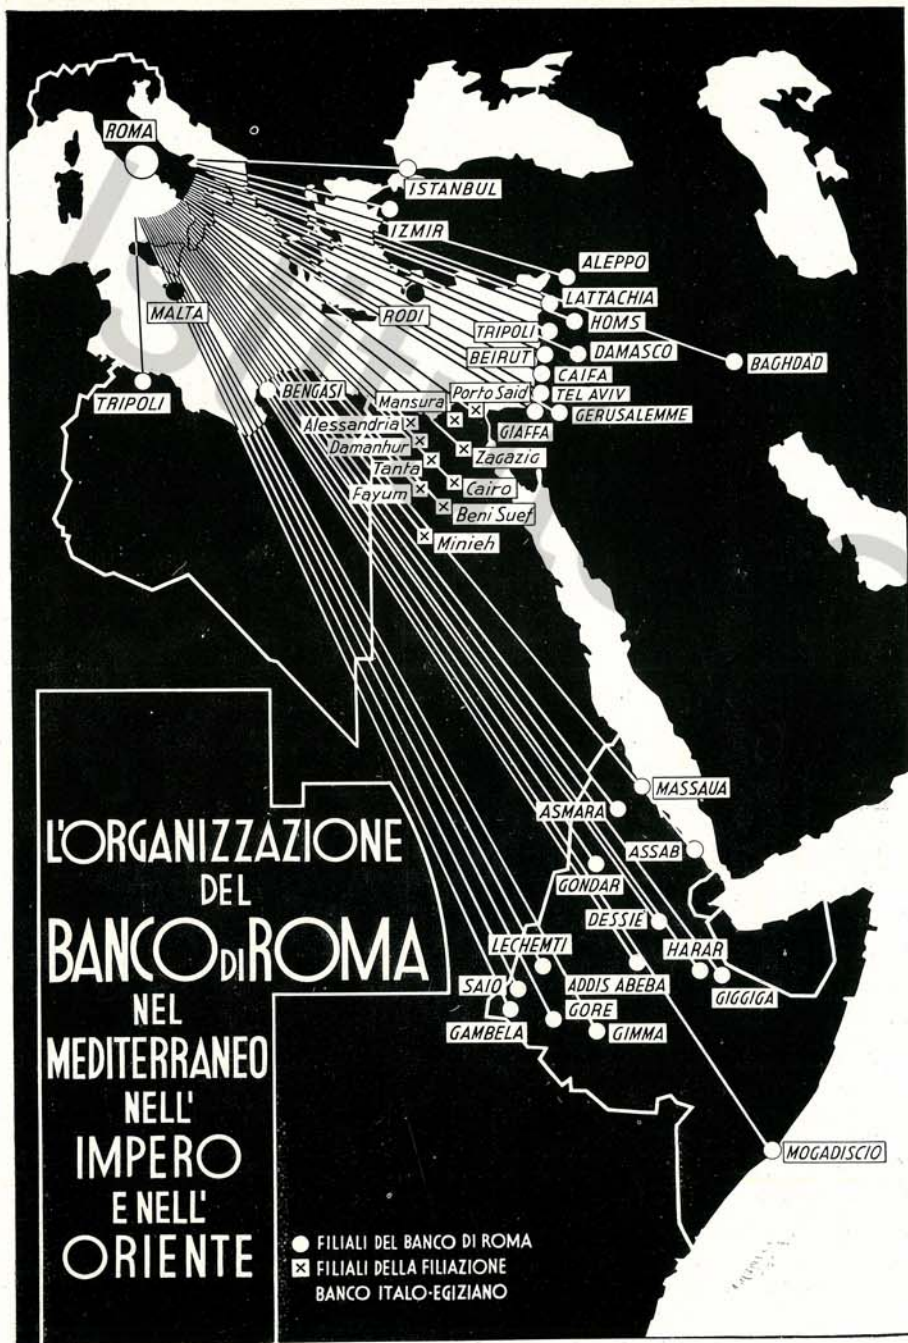 ROMA
ISTANBUL
IZMIR
ALEPPO
LATTACHIA
MALTA
RODI
TRIPOLI
HOMS
BEIRUT
DAMASCO
BAGHDAD
CAIFA
TRIPOLI
BENGASI
Mansura
Porto Said
TEL AVIV
GERUSALEMME
Alessandria
GIAFFA
Damanhur
Zagazig
Tanta
Cairo
Fayum
Beni Suef
Minieh
MASSAUA
ASMARA
ASSAB
GONDAR
DESSIE
LECHEMTI
HARAR
SAIO
ADDIS ABEBA
GIGGIGA
GAMBELA
GORE
GIMMA
MOGADISCIO
L'ORGANIZZAZIONE
DEL
BANCO DI ROMA
NEL
MEDITERRANEO
NELL'
IMPERO
E NELL'
ORIENTE
FILIALI DEL BANCO DI ROMA
FILIALI DELLA FILIAZIONE
BANCO ITALO-EGIZIANO